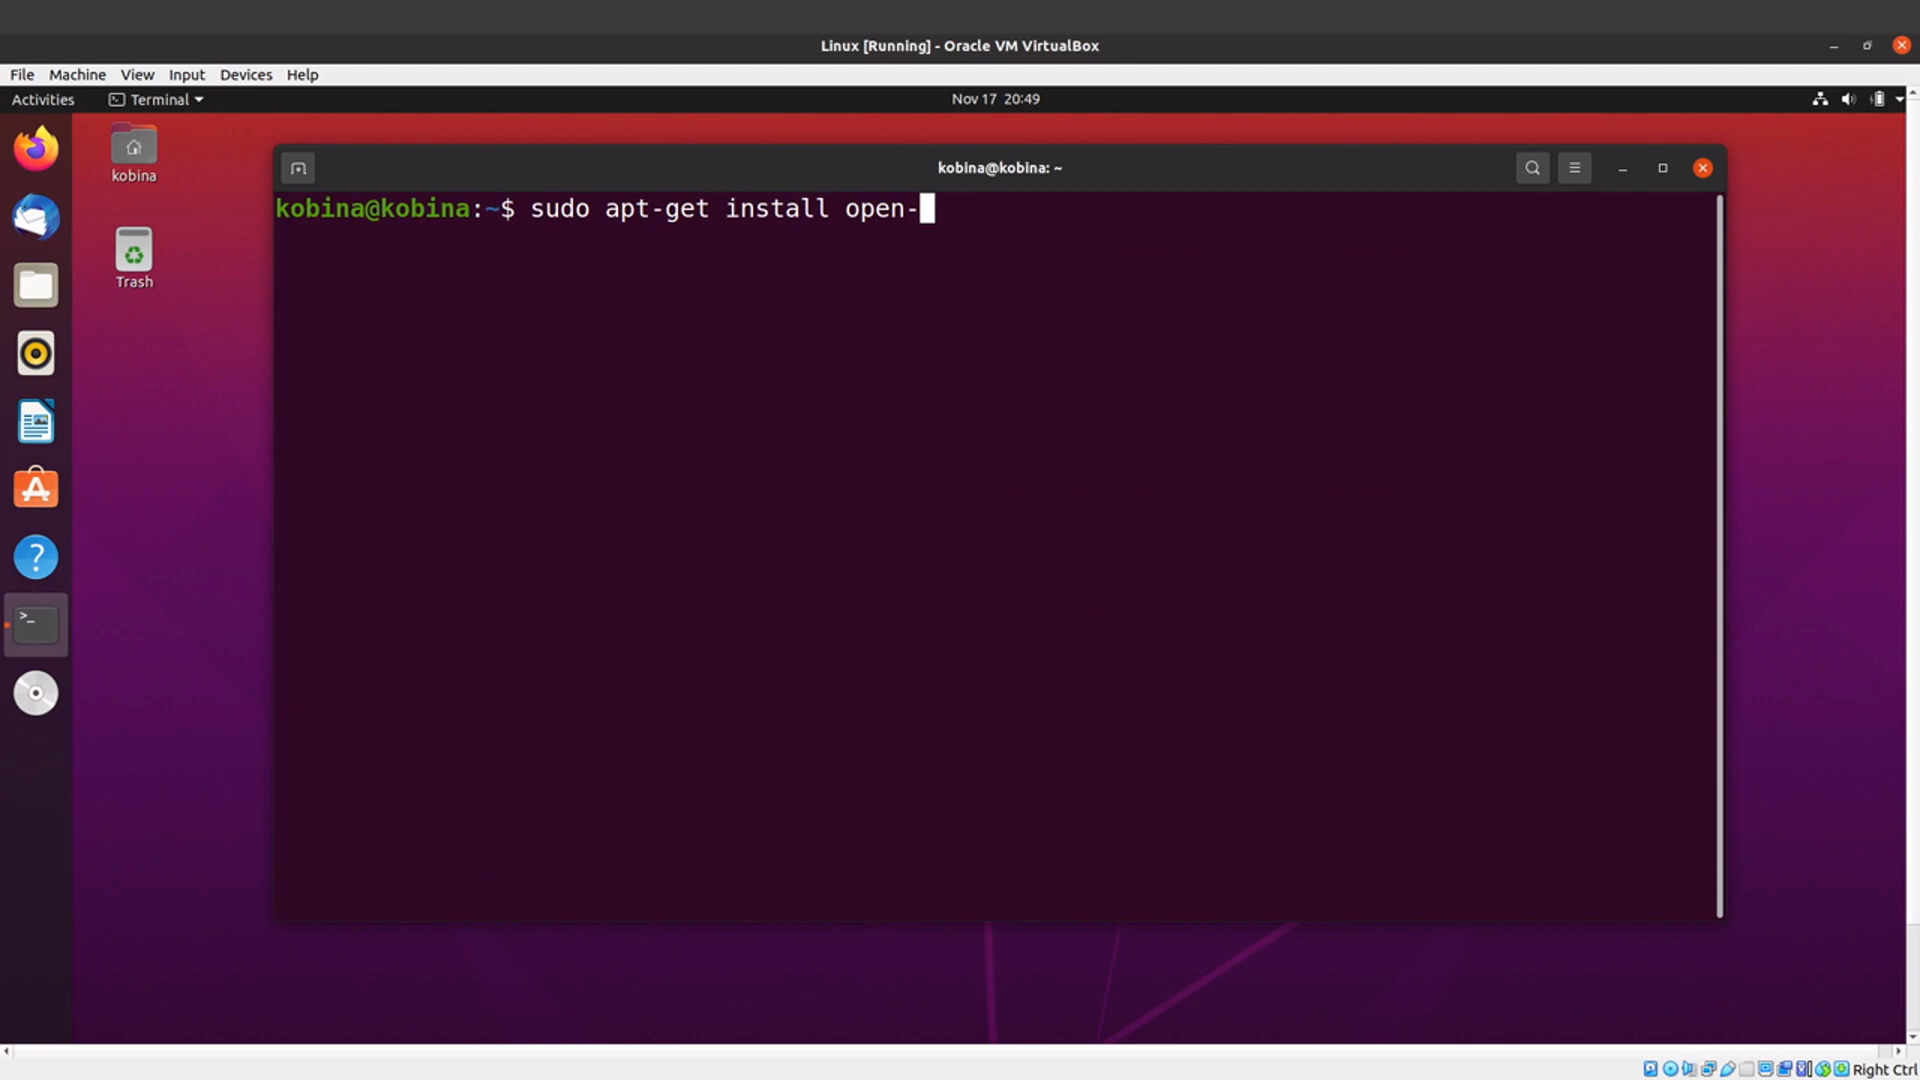 Linux [Running] - Oracle VM VirtualBox
File Machine View Input Devices Help
Activities Terminal Nov 17 20:49
kobina
Trash
kobina@kobina: ~
kobina@kobina:~$ sudo apt-get install open-
>_
?
Right Ctrl